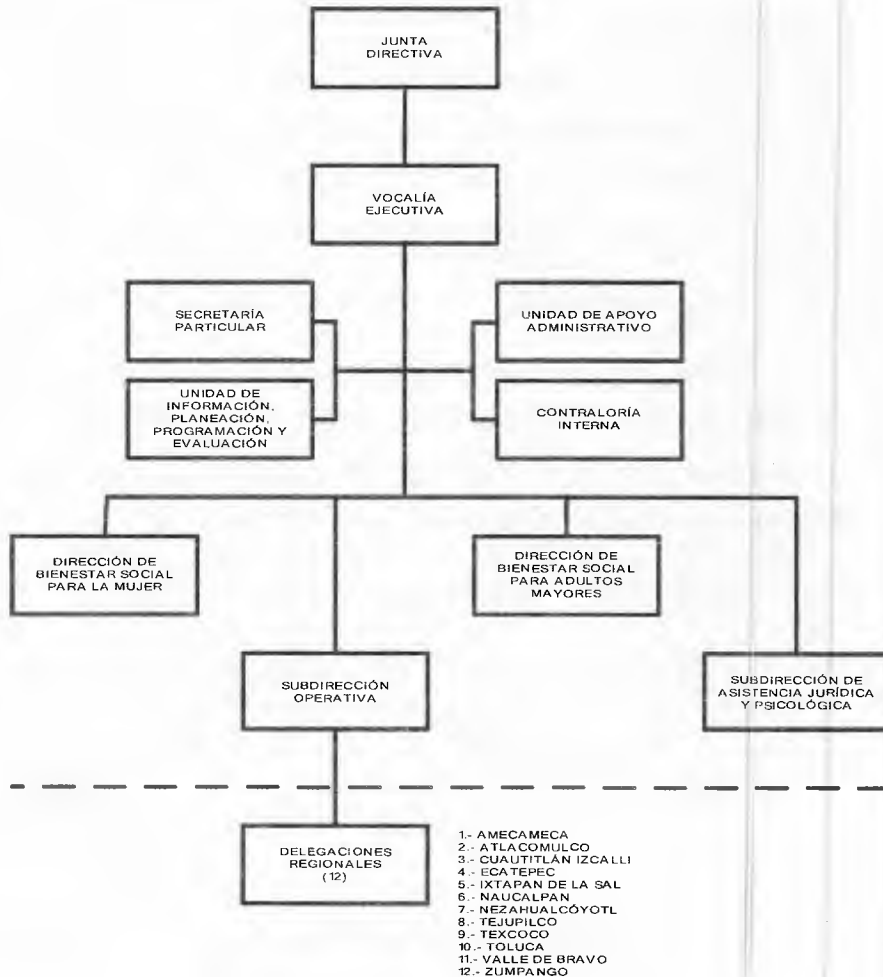 JUNTA
DIRECTIVA
VOCALÍA
EJECUTIVA
SECRETARÍA
PARTICULAR
UNIDAD DE APOYO
ADMINISTRATIVO
UNIDAD DE
INFORMACIÓN,
PLANEACIÓN,
PROGRAMACIÓN Y
EVALUACIÓN
CONTRALORÍA
INTERNA
DIRECCIÓN DE
BIENESTAR SOCIAL
PARA LA MUJER
DIRECCIÓN DE
BIENESTAR SOCIAL
PARA ADULTOS
MAYORES
SUBDIRECCIÓN
OPERATIVA
SUBDIRECCIÓN DE
ASISTENCIA JURÍDICA
Y PSICOLÓGICA
DELEGACIONES
REGIONALES
(12)
1.- AMECAMECA
2.- ATLACOMULCO
3.- CUAUTITLÁN IZCALLI
4.- ECATEPEC
5.- IXTAPAN DE LA SAL
6.- NAUCALPAN
7.- NEZAHUALCÓYOTL
8.- TEJUPILCO
9.- TEXCOCO
10.- TOLUCA
11.- VALLE DE BRAVO
12.- ZUMPANGO